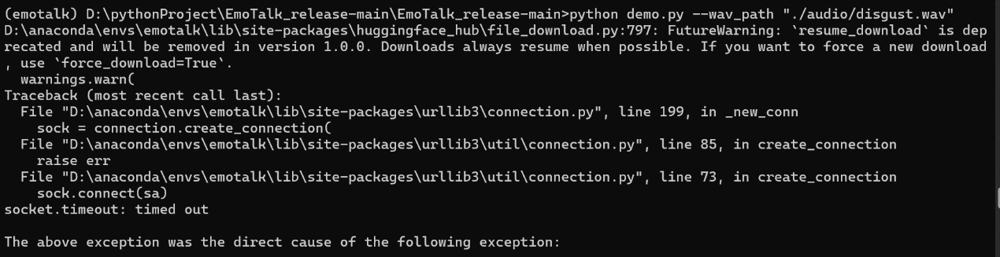 (emotalk) D:\pythonProject\EmoTalk_release-main\EmoTalk_release-main>python demo.py --wav_path "./audio/disgust.wav"
D:\anaconda\envs\emotalk\lib\site-packages\huggingface_hub\file_download.py:797: FutureWarning: `resume_download` is dep
recated and will be removed in version 1.0.0. Downloads always resume when possible. If you want to force a new download
, use `force_download=True`.
  warnings.warn(
Traceback (most recent call last):
  File "D:\anaconda\envs\emotalk\lib\site-packages\urllib3\connection.py", line 199, in _new_conn
    sock = connection.create_connection(
  File "D:\anaconda\envs\emotalk\lib\site-packages\urllib3\util\connection.py", line 85, in create_connection
    raise err
  File "D:\anaconda\envs\emotalk\lib\site-packages\urllib3\util\connection.py", line 73, in create_connection
    sock.connect(sa)
socket.timeout: timed out

The above exception was the direct cause of the following exception: